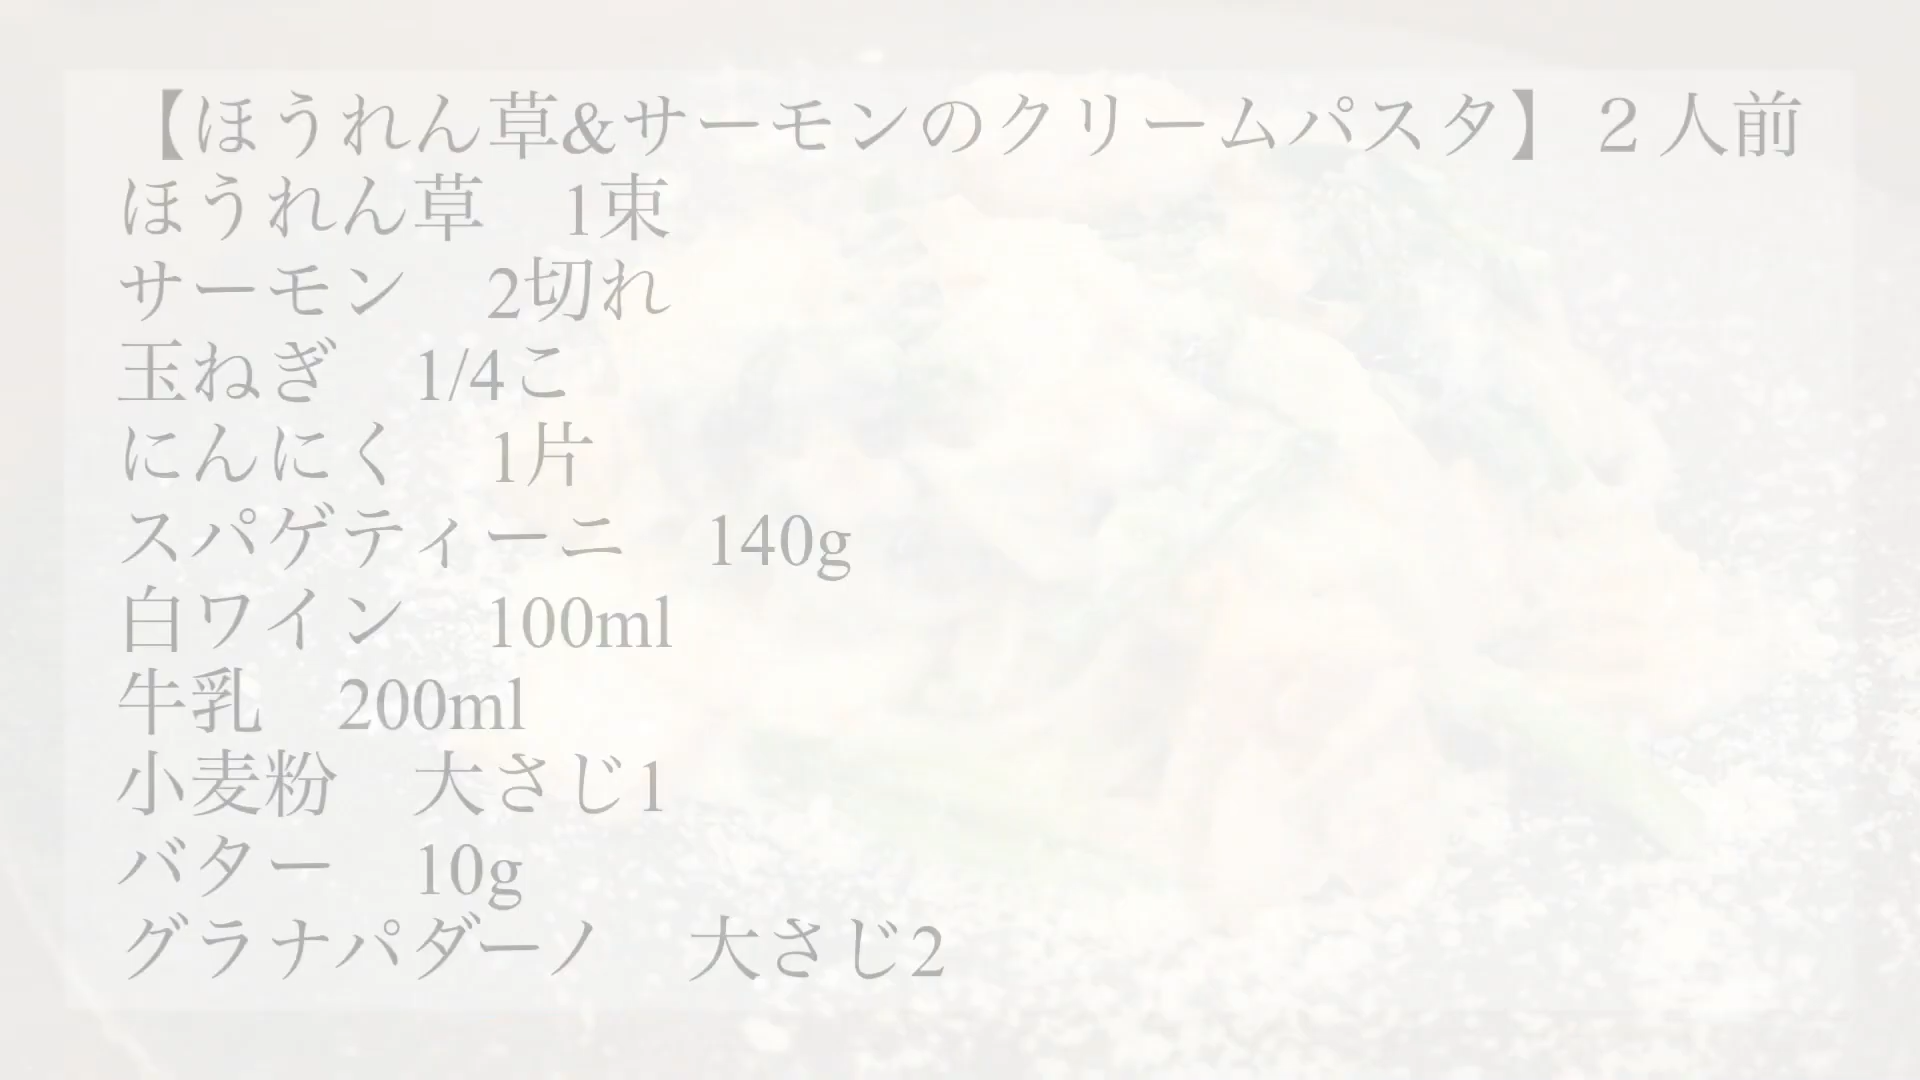 【ほうれん草&サーモンのクリームパスタ】２人前
ほうれん草　1束
サーモン　2切れ
玉ねぎ　1/4こ
にんにく　1片
スパゲティーニ　140g
白ワイン　100ml
牛乳　200ml
小麦粉　大さじ1
バター　10g
グラナパダーノ　大さじ2